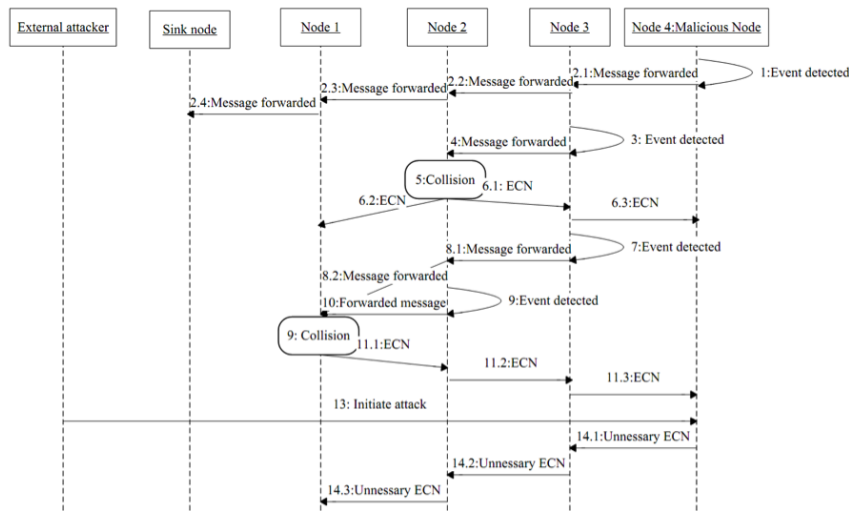 External attacker
Sink node
Node 1
Node 2
Node 3
Node 4:Malicious Node
1:Event detected
2.1:Message forwarded
2.2:Message forwarded
2.3:Message forwarded
2.4:Message forwarded
3: Event detected
4:Message forwarded
5:Collision
6.1: ECN
6.2:ECN
6.3:ECN
7:Event detected
8.1:Message forwarded
8.2:Message forwarded
9:Event detected
10:Forwarded message
9: Collision
11.1:ECN
11.2:ECN
11.3:ECN
13: Initiate attack
14.1:Unnessary ECN
14.2:Unnessary ECN
14.3:Unnessary ECN